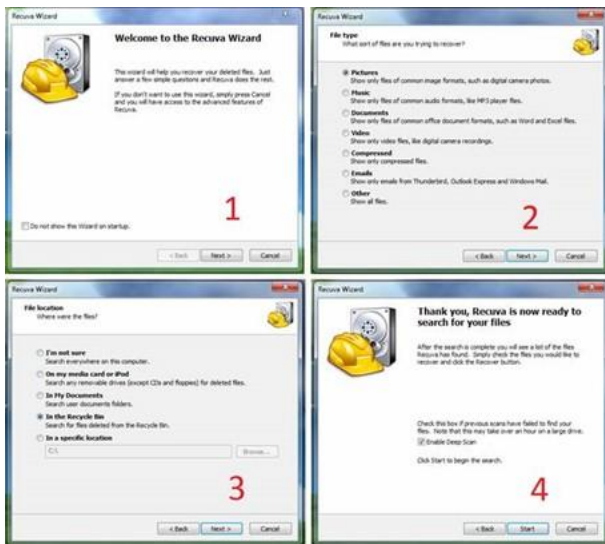 Recuva Wizard
Welcome to the Recuva Wizard
This wizard will help you recover your deleted files. Just
answer a few simple questions and Recuva does the rest.
If you don't want to use this wizard, simply press Cancel
and you will have access to the advanced features of
Recuva.
1
Do not show this Wizard on startup.
< Back Next > Cancel
Recuva Wizard
File type
What sort of files are you trying to recover?
Pictures
Show only files of common image formats, such as digital camera photos.
Music
Show only files of common audio formats, like MP3 player files.
Documents
Show only files of common office document formats, such as Word and Excel files.
Video
Show only video files, like digital camera recordings.
Compressed
Show only compressed files.
Emails
Show only emails from Thunderbird, Outlook Express and Windows Mail.
Other
Show all files.
2
< Back Next > Cancel
Recuva Wizard
File location
Where were the files?
I'm not sure
Search everywhere on this computer.
On my media card or iPod
Search any removable drives (except CDs and floppies) for deleted files.
In My Documents
Search user documents folders.
In the Recycle Bin
Search for files deleted from the Recycle Bin.
In a specific location
C:\ Browse...
3
< Back Next > Cancel
Recuva Wizard
Thank you, Recuva is now ready to
search for your files
After the search is complete you will see a list of the files
Recuva has found. Simply check the files you would like to
recover and click the Recover button.
Check this box if previous scans have failed to find your
files. Note that this may take over an hour on a large drive.
Enable Deep Scan
Click Start to begin the search.
4
< Back Start Cancel